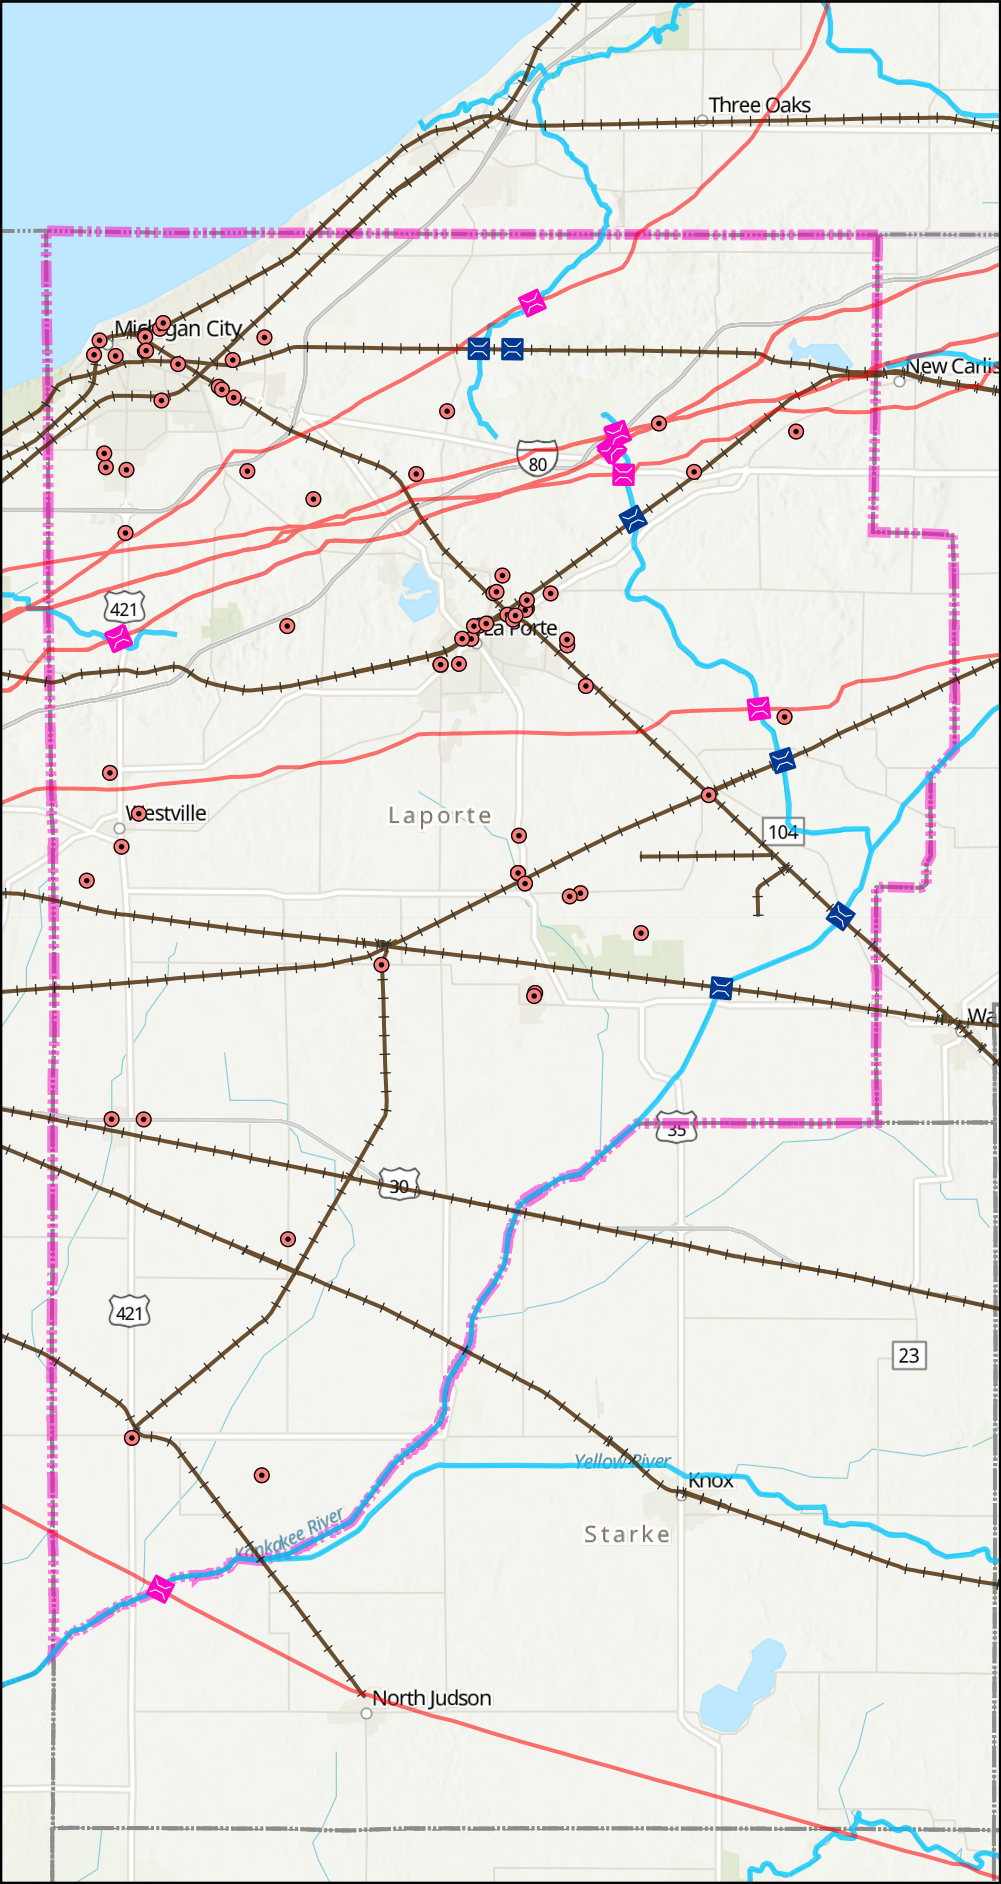 Three Oaks
Michigan City
New Carlis
80
421
La Porte
Westville
Laporte
104
Wa
35
30
421
23
Yellow River
Knox
Kankakee River
Starke
North Judson